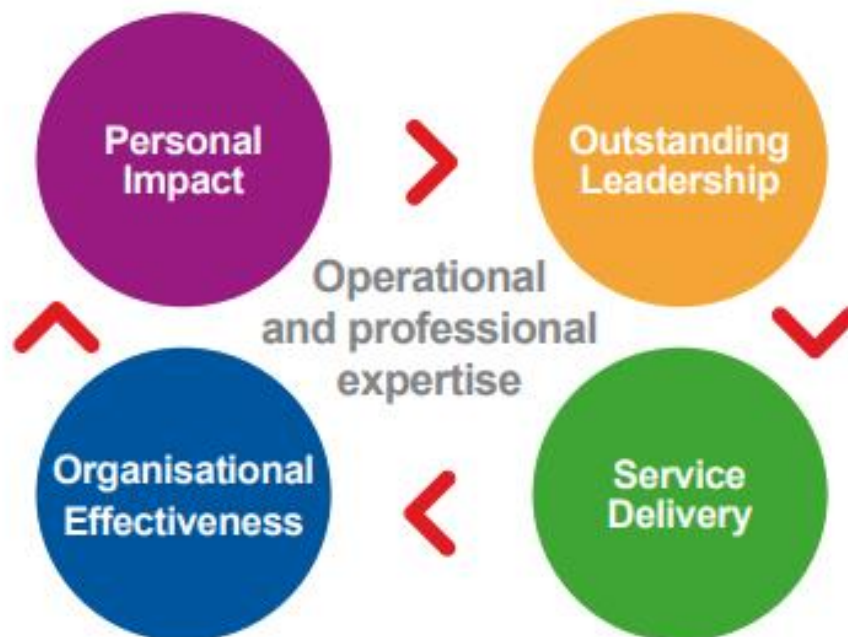 Personal
Impact
Outstanding
Leadership
Operational
and professional
expertise
Organisational
Effectiveness
Service
Delivery